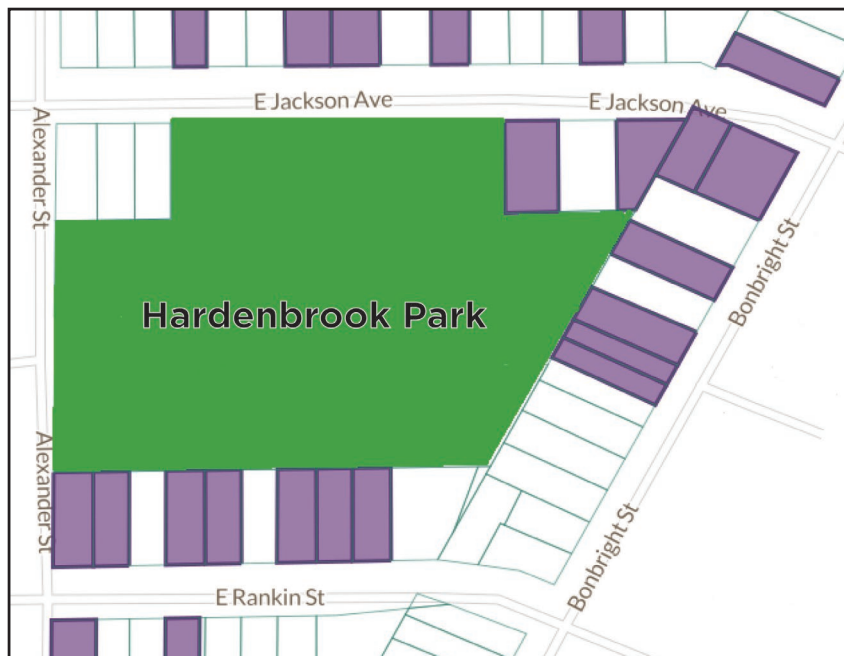 E Jackson Ave
E Jackson Ave
Alexander St
Bonbright St
Hardenbrook Park
Alexander St
Bonbright St
E Rankin St